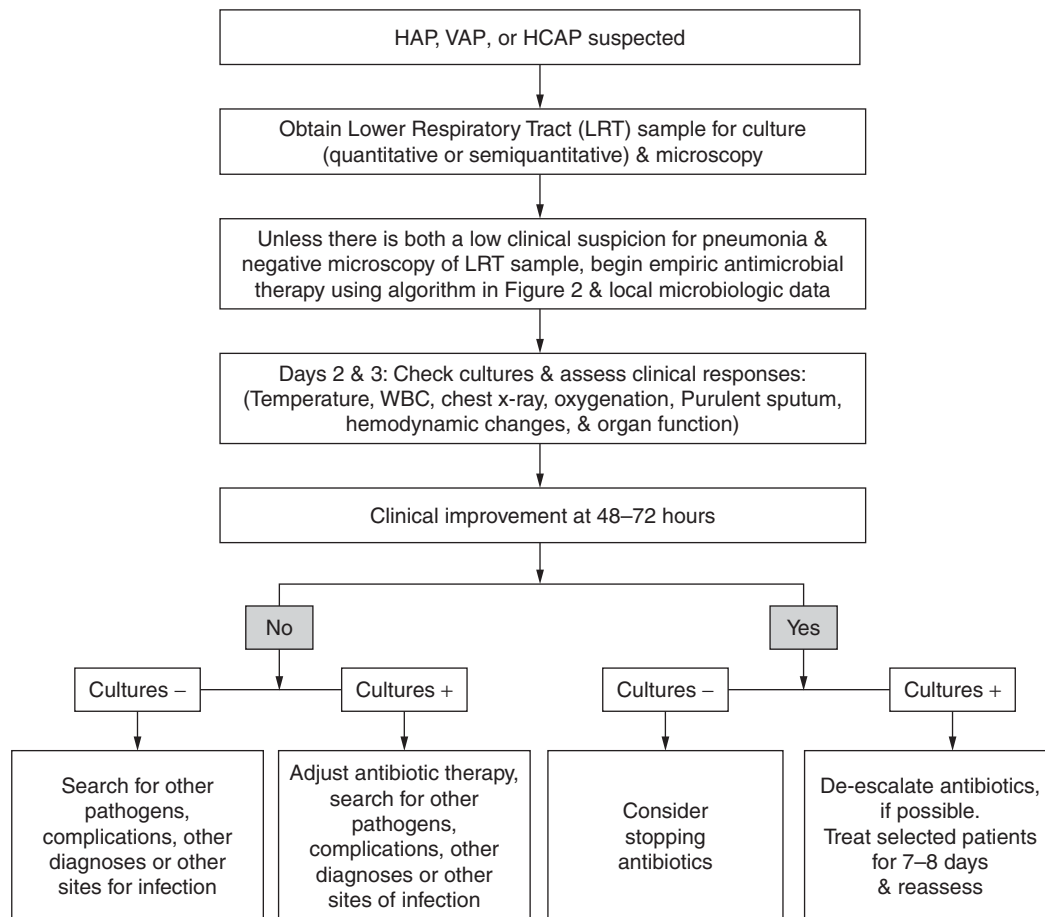 HAP, VAP, or HCAP suspected
Obtain Lower Respiratory Tract (LRT) sample for culture
(quantitative or semiquantitative) & microscopy
Unless there is both a low clinical suspicion for pneumonia &
negative microscopy of LRT sample, begin empiric antimicrobial
therapy using algorithm in Figure 2 & local microbiologic data
Days 2 & 3: Check cultures & assess clinical responses:
(Temperature, WBC, chest x-ray, oxygenation, Purulent sputum,
hemodynamic changes, & organ function)
Clinical improvement at 48–72 hours
No
Yes
Cultures –
Cultures +
Cultures –
Cultures +
Search for other
pathogens,
complications, other
diagnoses or other
sites for infection
Adjust antibiotic therapy,
search for other
pathogens,
complications, other
diagnoses or other
sites of infection
Consider
stopping
antibiotics
De-escalate antibiotics,
if possible.
Treat selected patients
for 7–8 days
& reassess